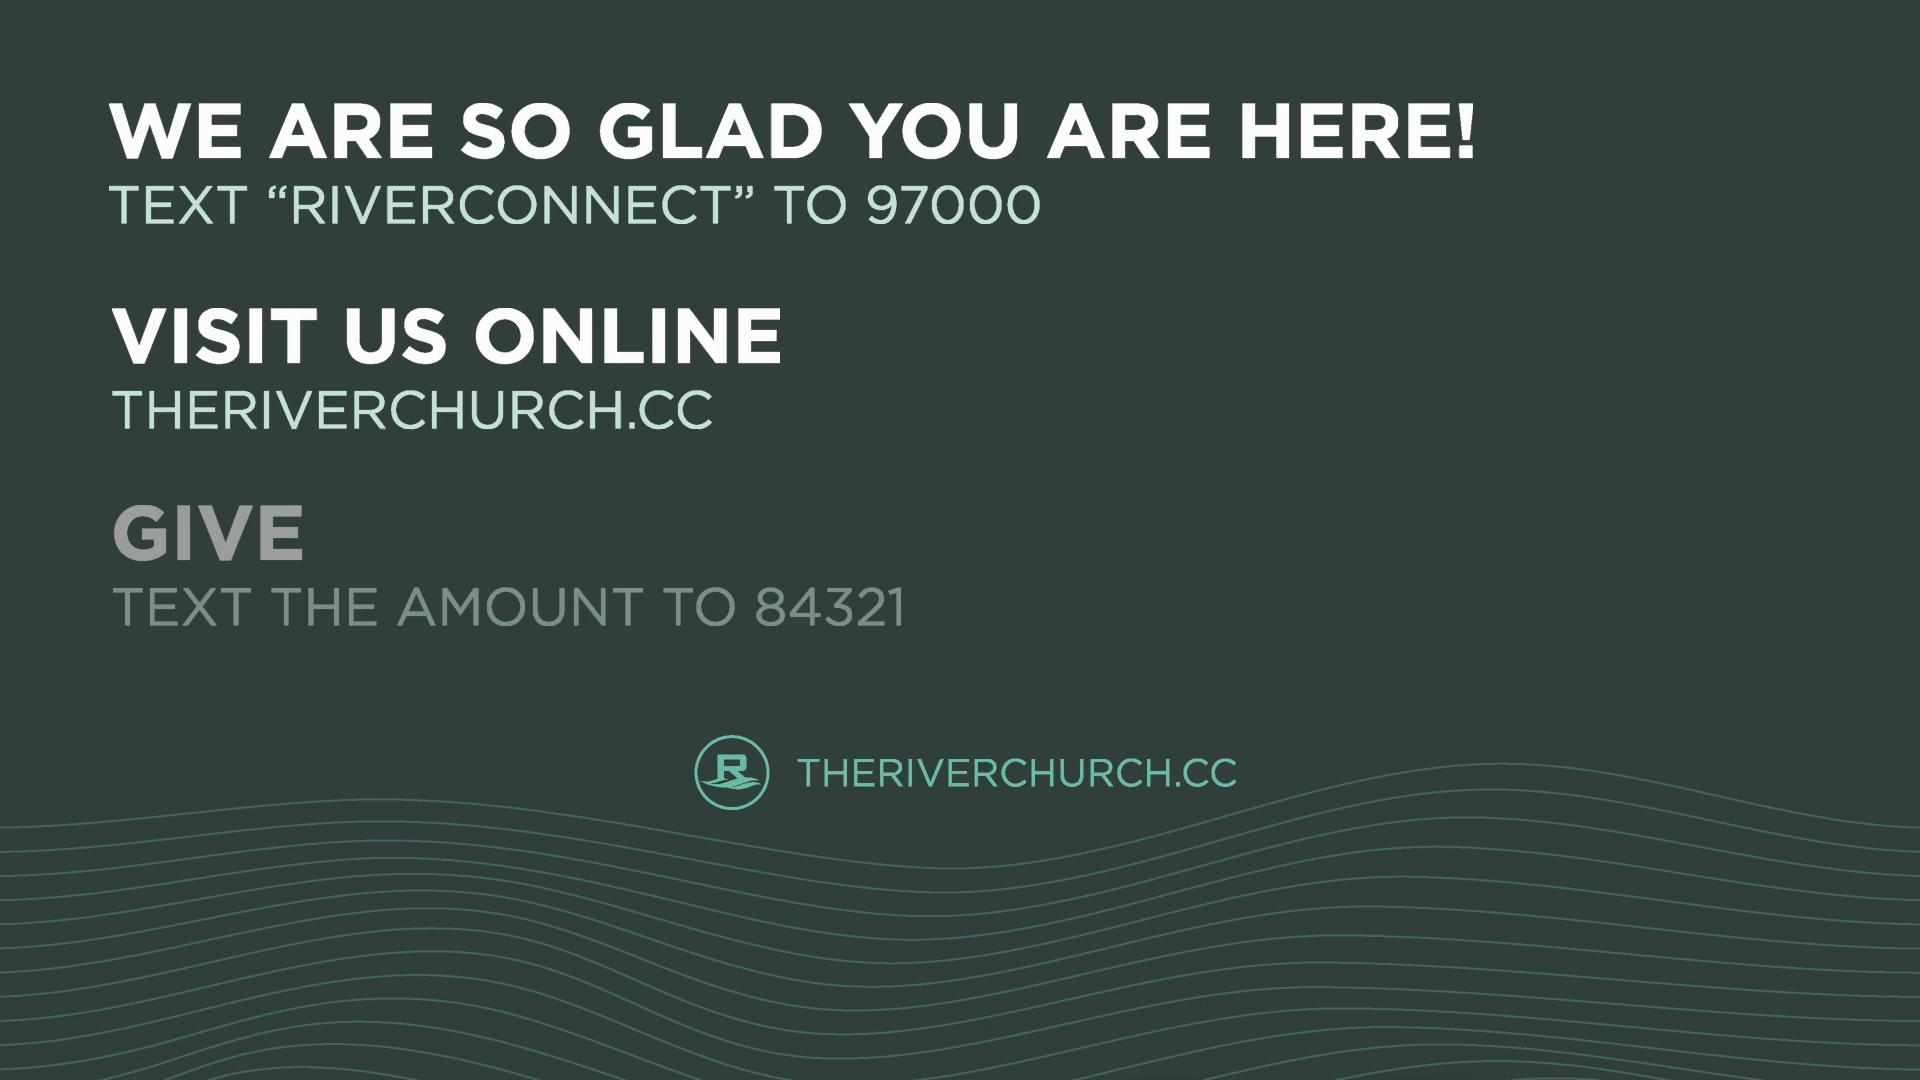 WE ARE SO GLAD YOU ARE HERE!
TEXT “RIVERCONNECT” TO 97000
VISIT US ONLINE
THERIVERCHURCH.CC
GIVE
TEXT THE AMOUNT TO 84321
R THERIVERCHURCH.CC